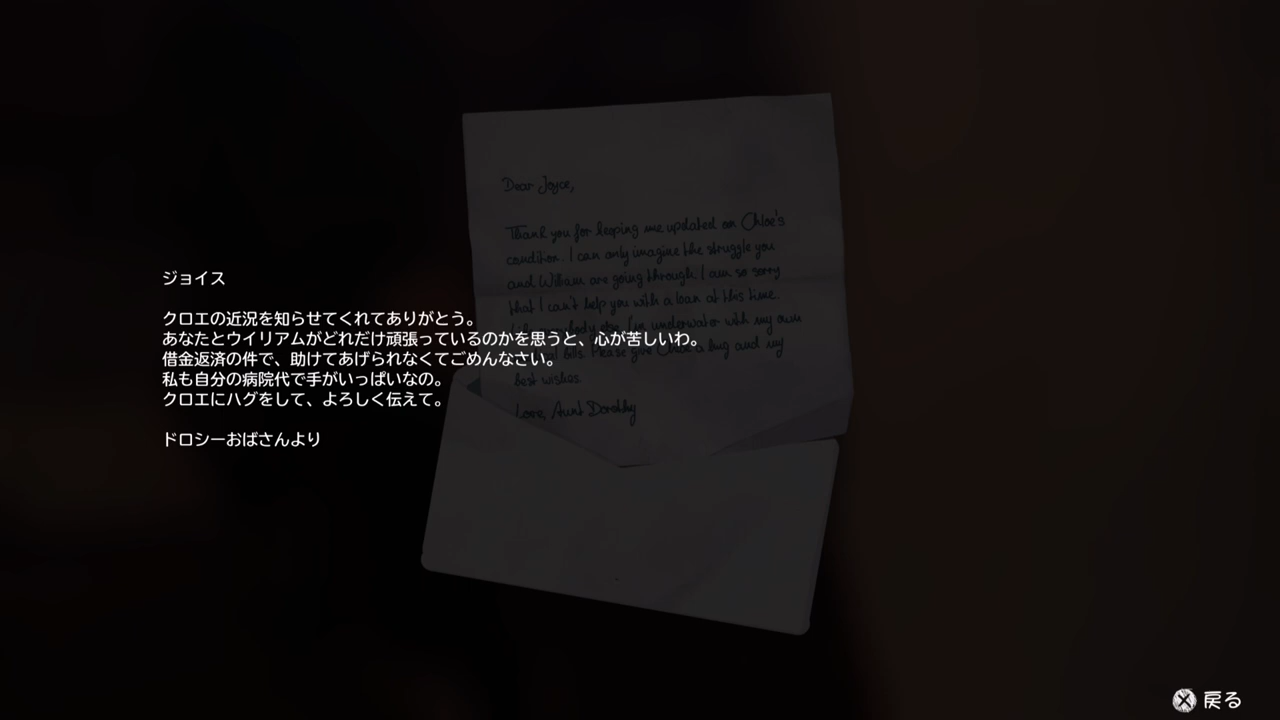 ジョイス
クロエの近況を知らせてくれてありがとう。
あなたとウイリアムがどれだけ頑張っているのかを思うと、心が苦しいわ。
借金返済の件で、助けてあげられなくてごめんなさい。
私も自分の病院代で手がいっぱいなの。
クロエにハグをして、よろしく伝えて。
ドロシーおばさんより
Dear Joyce,
Thank you for keeping me updated on Chloe's
condition. I can only imagine the struggle you
and William are going through. I am so sorry
that I can't help you with a loan at this time.
underwater with my own
bills. Please give Chloe a hug and my
best wishes.
Love, Aunt Dorothy
戻る